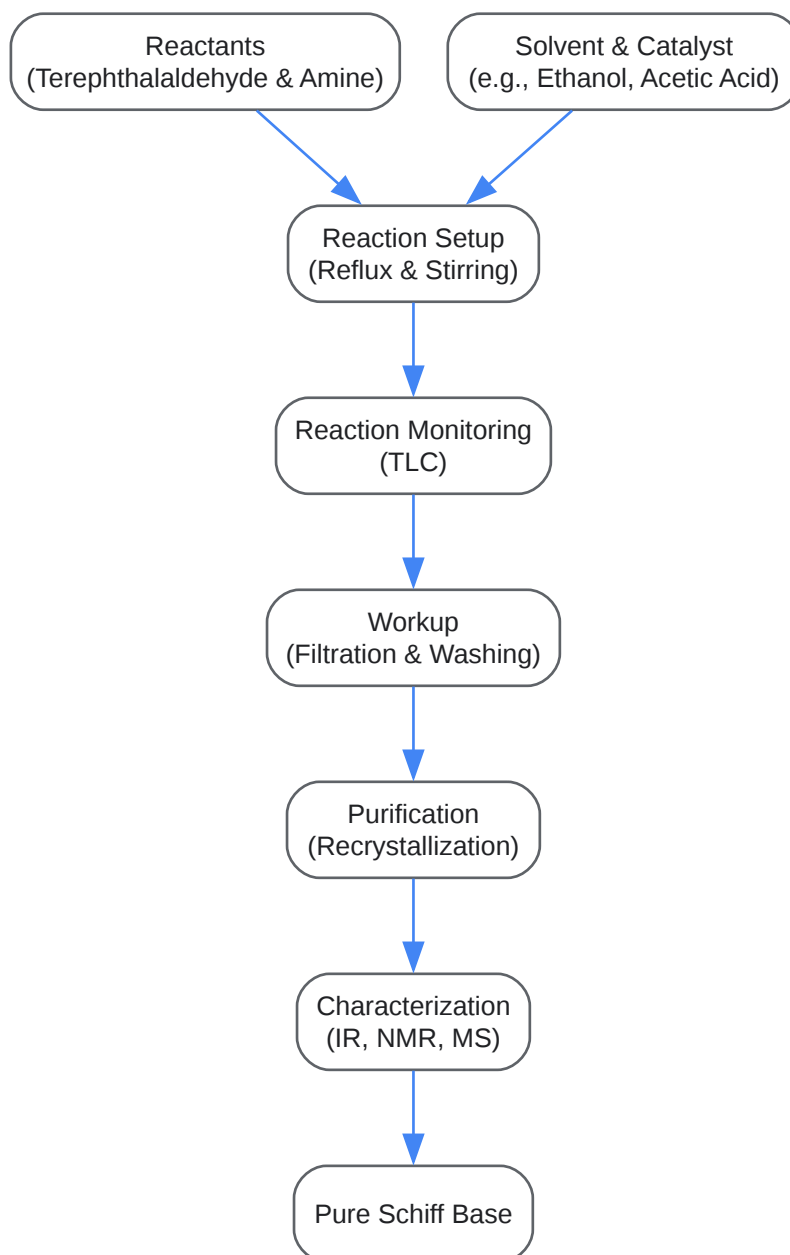 Reactants
(Terephthalaldehyde & Amine)
Solvent & Catalyst
(e.g., Ethanol, Acetic Acid)
Reaction Setup
(Reflux & Stirring)
Reaction Monitoring
(TLC)
Workup
(Filtration & Washing)
Purification
(Recrystallization)
Characterization
(IR, NMR, MS)
Pure Schiff Base